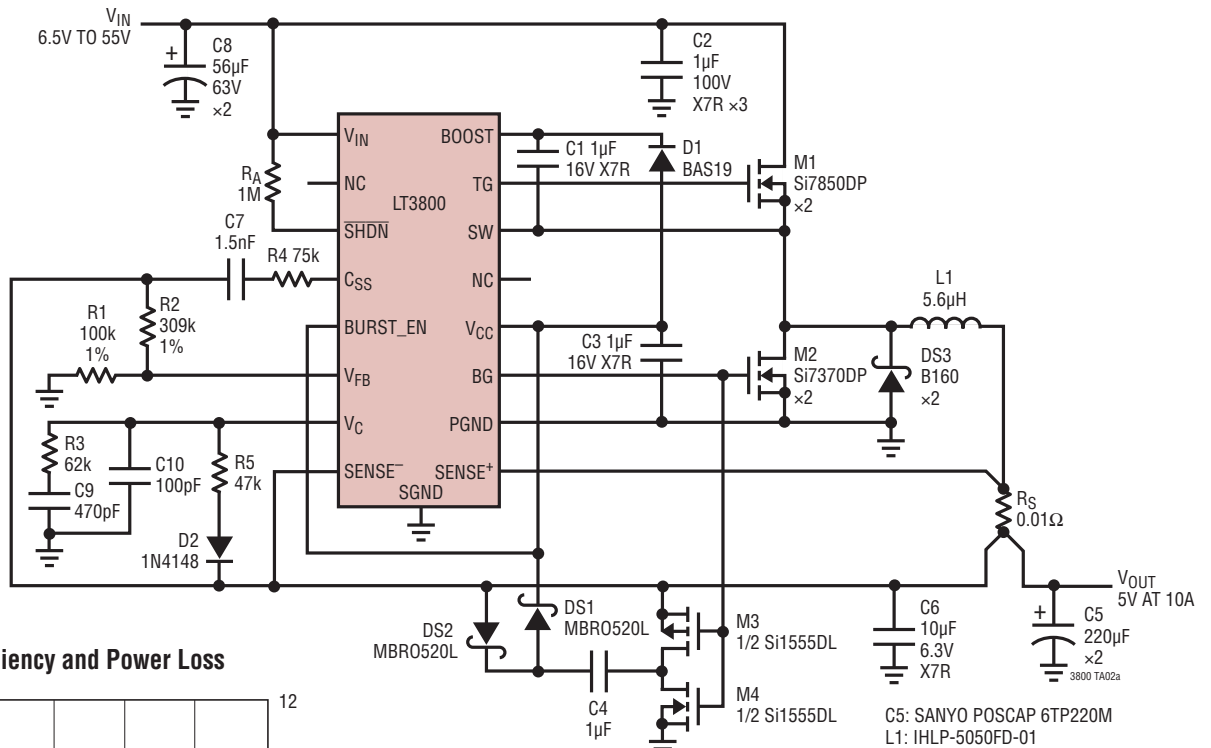 VIN
6.5V TO 55V
+
C8
56µF
63V
×2
C2
1µF
100V
X7R ×3
RA
1M
VIN
NC
SHDN
CSS
BURST_EN
VFB
VC
SENSE−
LT3800
SGND
BOOST
TG
SW
NC
VCC
BG
PGND
SENSE+
C1 1µF
16V X7R
D1
BAS19
M1
Si7850DP
×2
C7
1.5nF
R4 75k
R1
100k
1%
R2
309k
1%
C3 1µF
16V X7R
M2
Si7370DP
×2
L1
5.6µH
DS3
B160
×2
R3
62k
C9
470pF
C10
100pF
R5
47k
D2
1N4148
RS
0.01Ω
VOUT
5V AT 10A
DS2
MBRO520L
DS1
MBRO520L
C4
1µF
M3
1/2 Si1555DL
M4
1/2 Si1555DL
C6
10µF
6.3V
X7R
+
C5
220µF
×2
3800 TA02a
C5: SANYO POSCAP 6TP220M
L1: IHLP-5050FD-01
iency and Power Loss
12